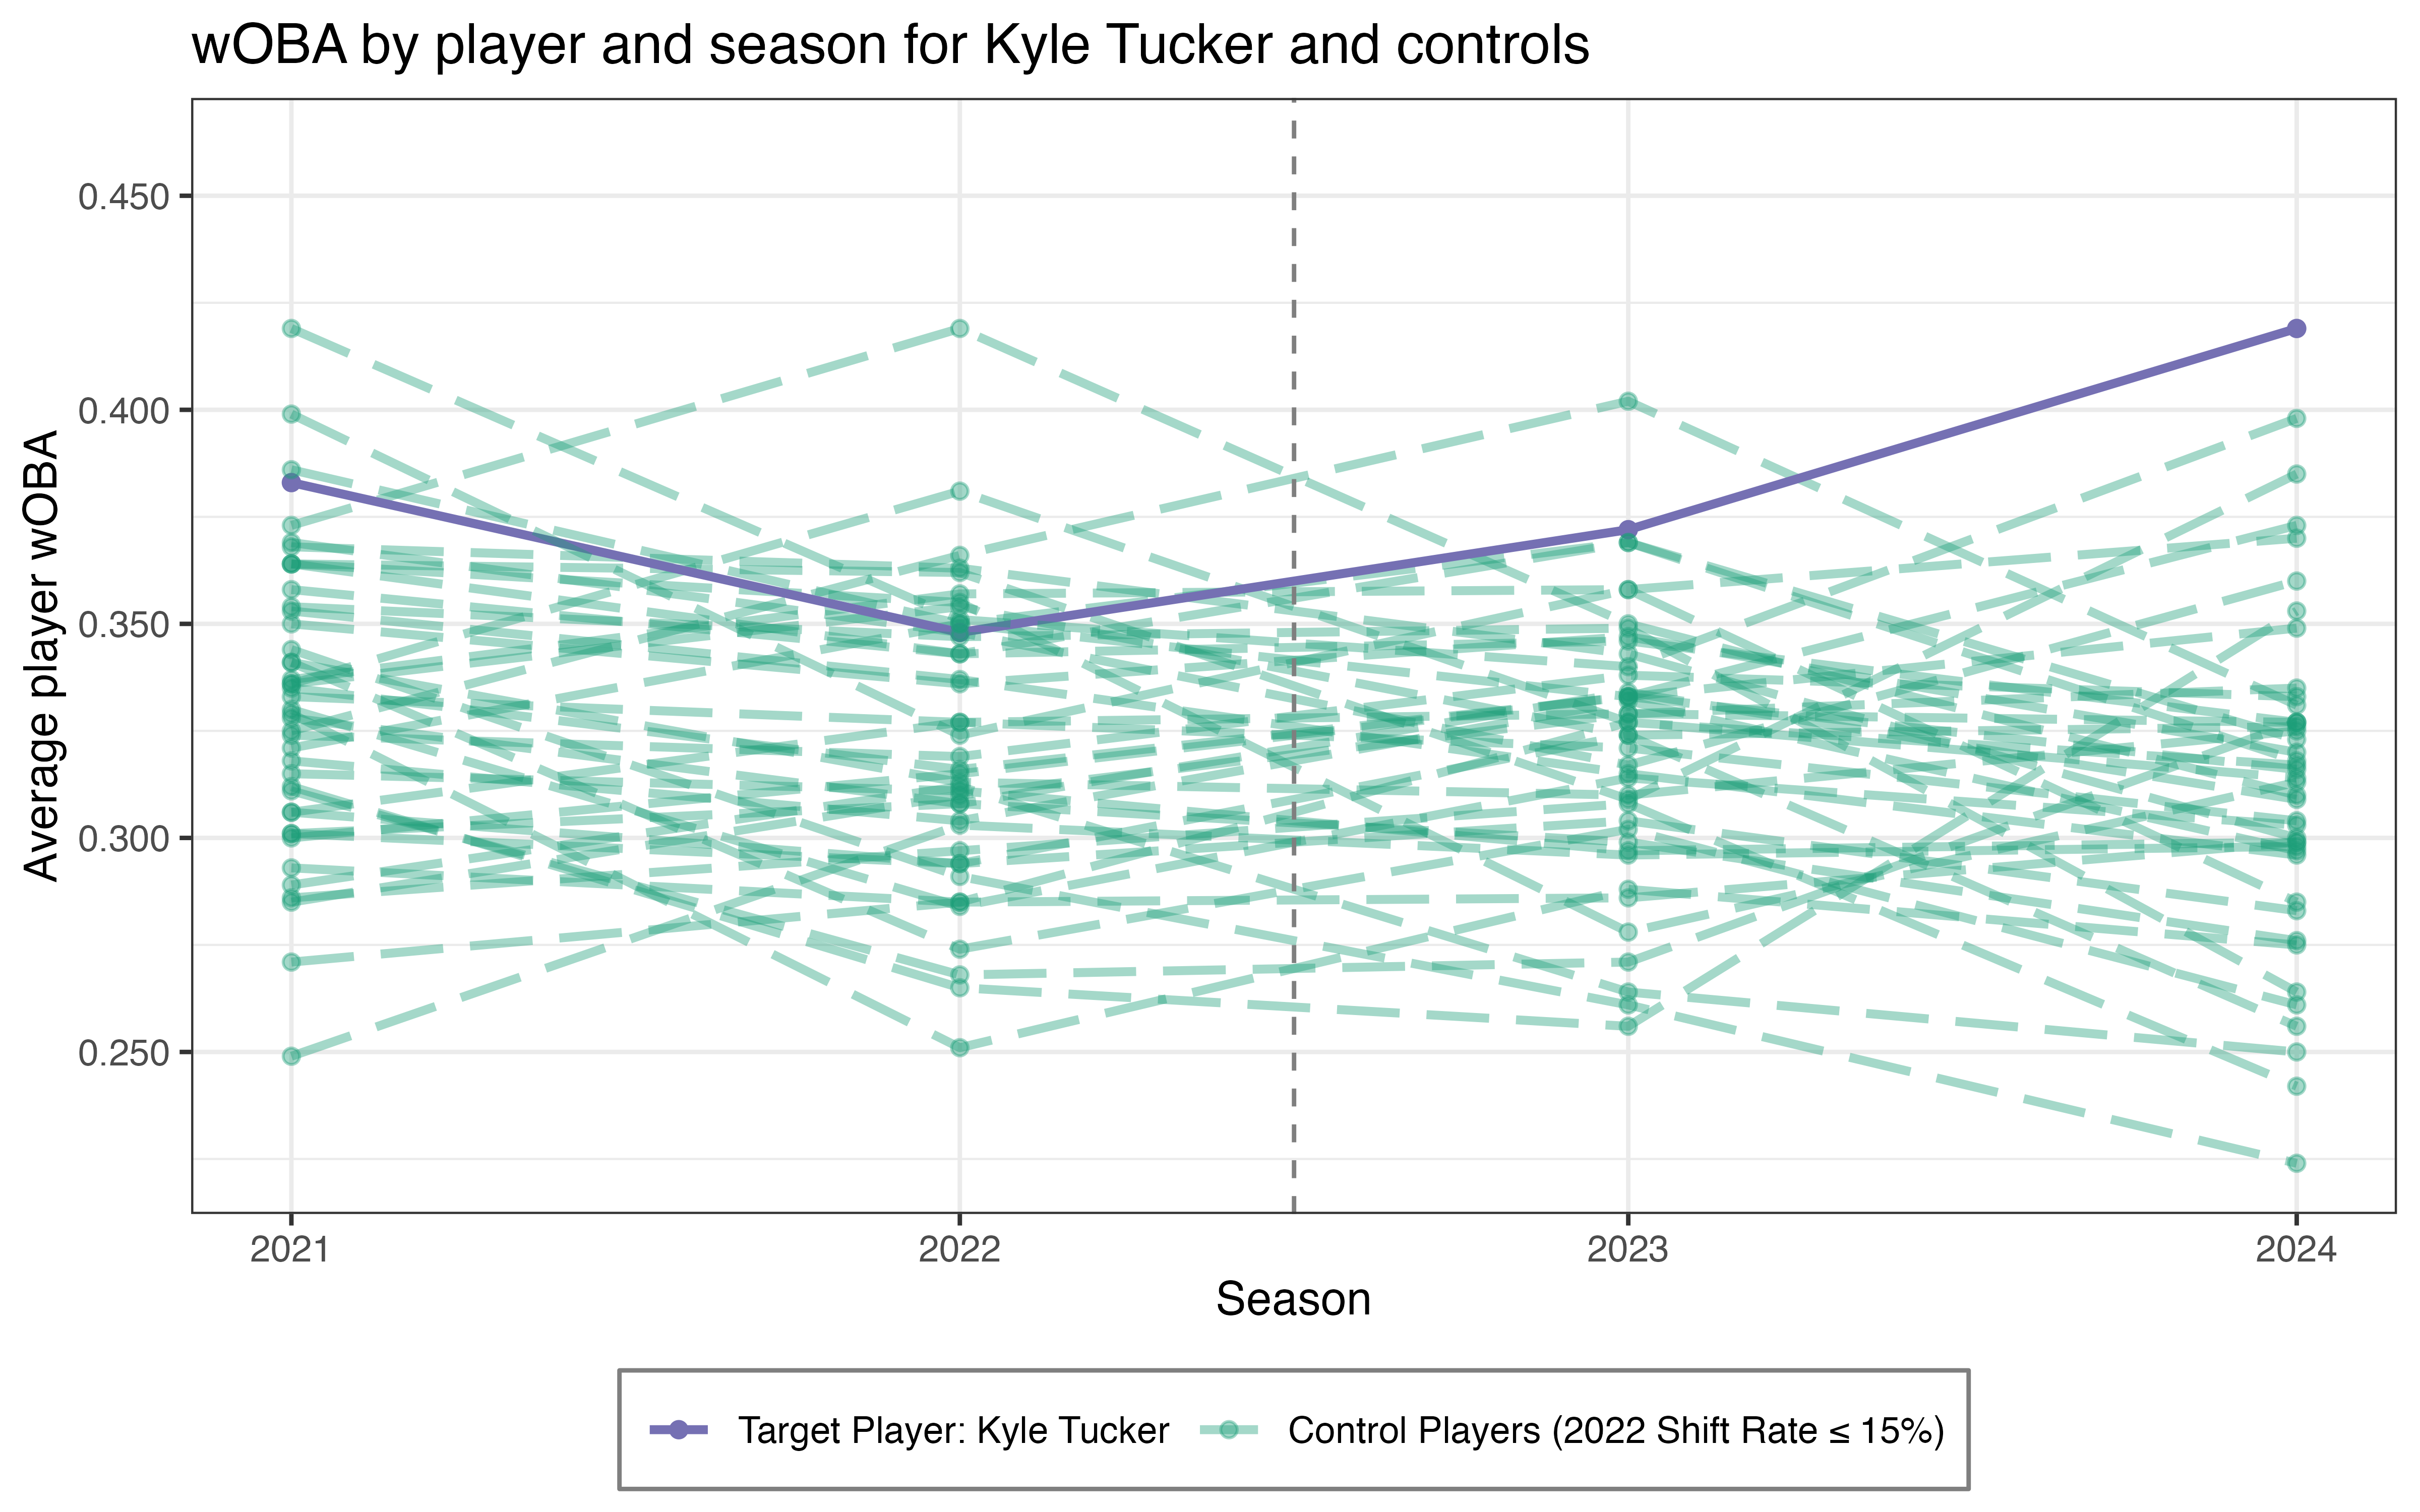 wOBA by player and season for Kyle Tucker and controls
Average player wOBA
0.450
0.400
0.350
0.300
0.250
2021
2022
2023
2024
Season
Target Player: Kyle Tucker
Control Players (2022 Shift Rate ≤ 15%)